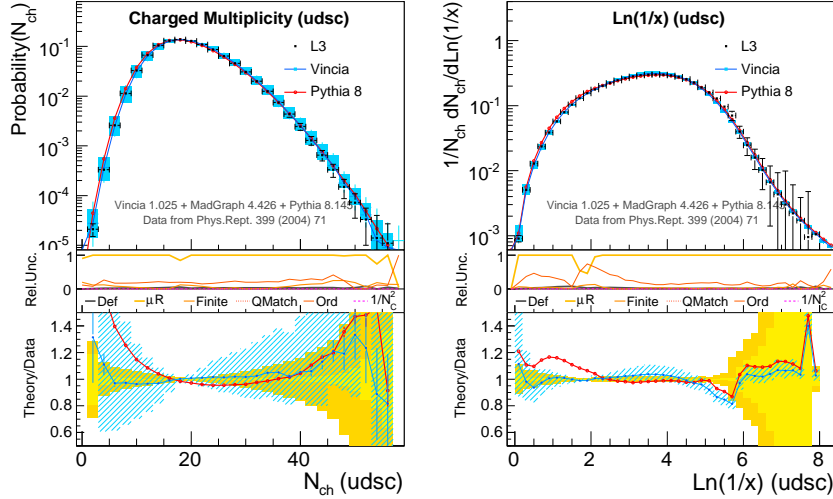 Charged Multiplicity (udsc)
Probability(N_ch)
L3
Vincia
Pythia 8
10^-1
10^-2
10^-3
10^-4
10^-5
Vincia 1.025 + MadGraph 4.426 + Pythia 8.145
Data from Phys.Rept. 399 (2004) 71
Rel.Unc.
1
0
Def µR Finite QMatch Ord 1/N_C^2
Theory/Data
1.4
1.2
1.0
0.8
0.6
0 20 40
N_ch (udsc)
Ln(1/x) (udsc)
1/N_ch dN_ch/dLn(1/x)
L3
Vincia
Pythia 8
1
10^-1
10^-2
10^-3
Vincia 1.025 + MadGraph 4.426 + Pythia 8.145
Data from Phys.Rept. 399 (2004) 71
Rel.Unc.
1
0
Def µR Finite QMatch Ord 1/N_C^2
Theory/Data
1.4
1.2
1.0
0.8
0.6
0 2 4 6 8
Ln(1/x) (udsc)